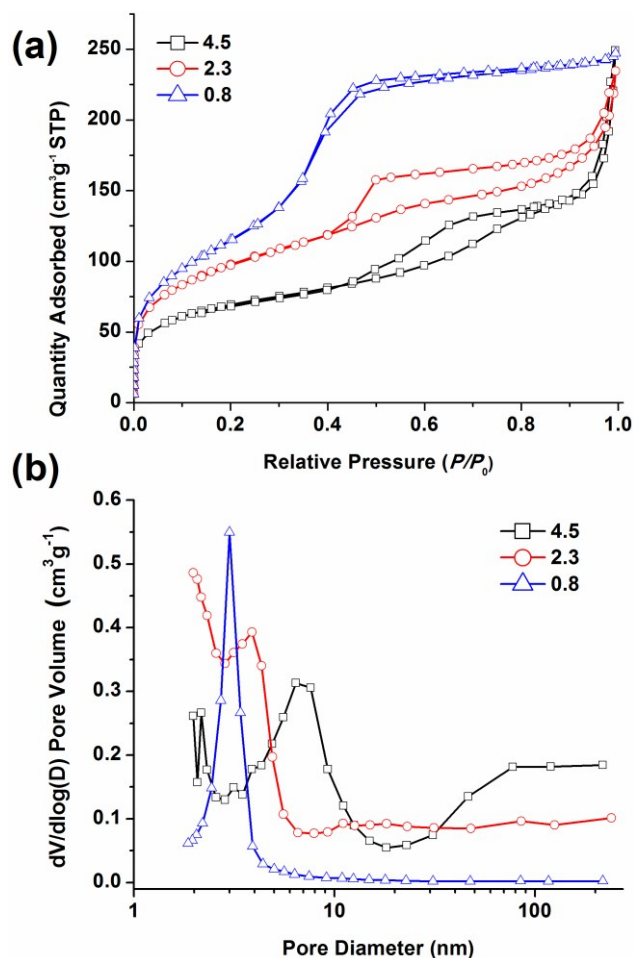 (a)
4.5
2.3
0.8
Quantity Adsorbed (cm³g⁻¹ STP)
250
200
150
100
50
0
0.0 0.2 0.4 0.6 0.8 1.0
Relative Pressure (P/P₀)
(b)
4.5
2.3
0.8
dV/dlog(D) Pore Volume (cm³g⁻¹)
0.6
0.5
0.4
0.3
0.2
0.1
0.0
1 10 100
Pore Diameter (nm)